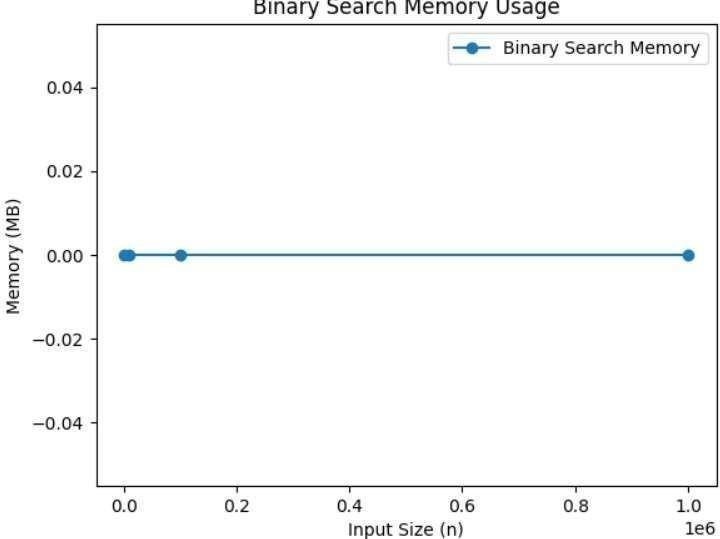 Binary Search Memory Usage
Binary Search Memory
0.04
0.02
0.00
−0.02
−0.04
Memory (MB)
0.0 0.2 0.4 0.6 0.8 1.0
1e6
Input Size (n)